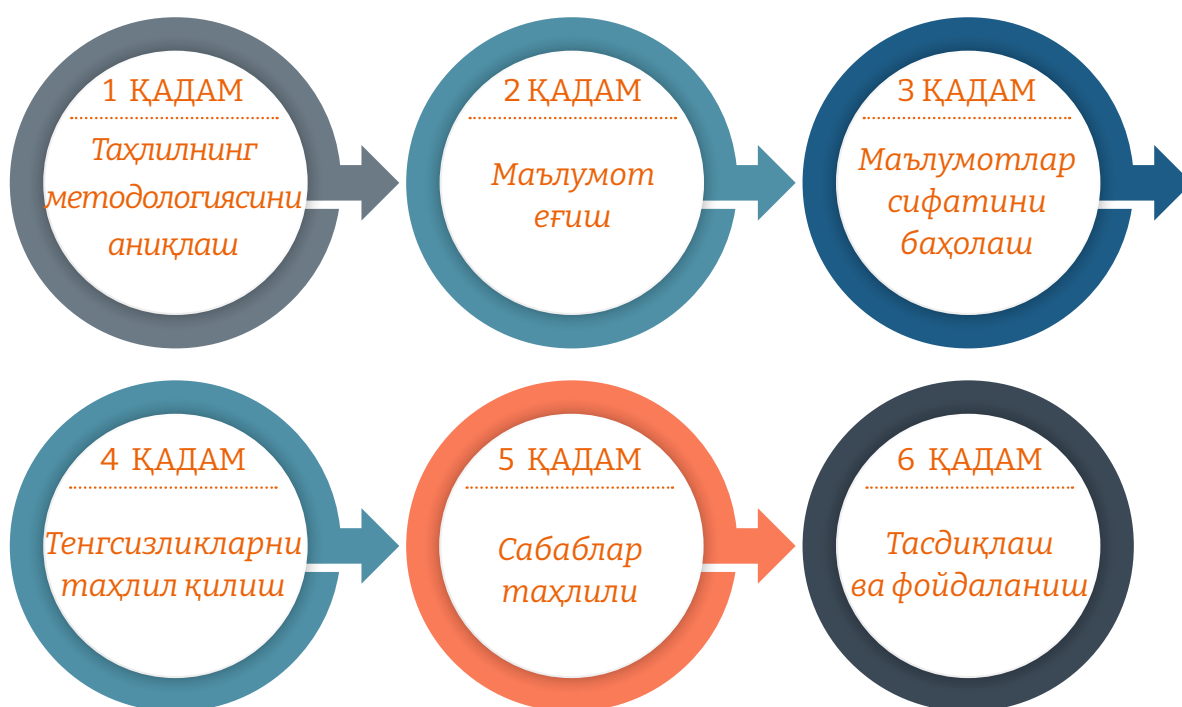 1 ҚАДАМ
Таҳлилнинг
методологиясини
аниқлаш
2 ҚАДАМ
Маълумот
еғиш
3 ҚАДАМ
Маълумотлар
сифатини
баҳолаш
4 ҚАДАМ
Тенгсизликларни
таҳлил қилиш
5 ҚАДАМ
Сабаблар
таҳлили
6 ҚАДАМ
Тасдиқлаш
ва фойдаланиш